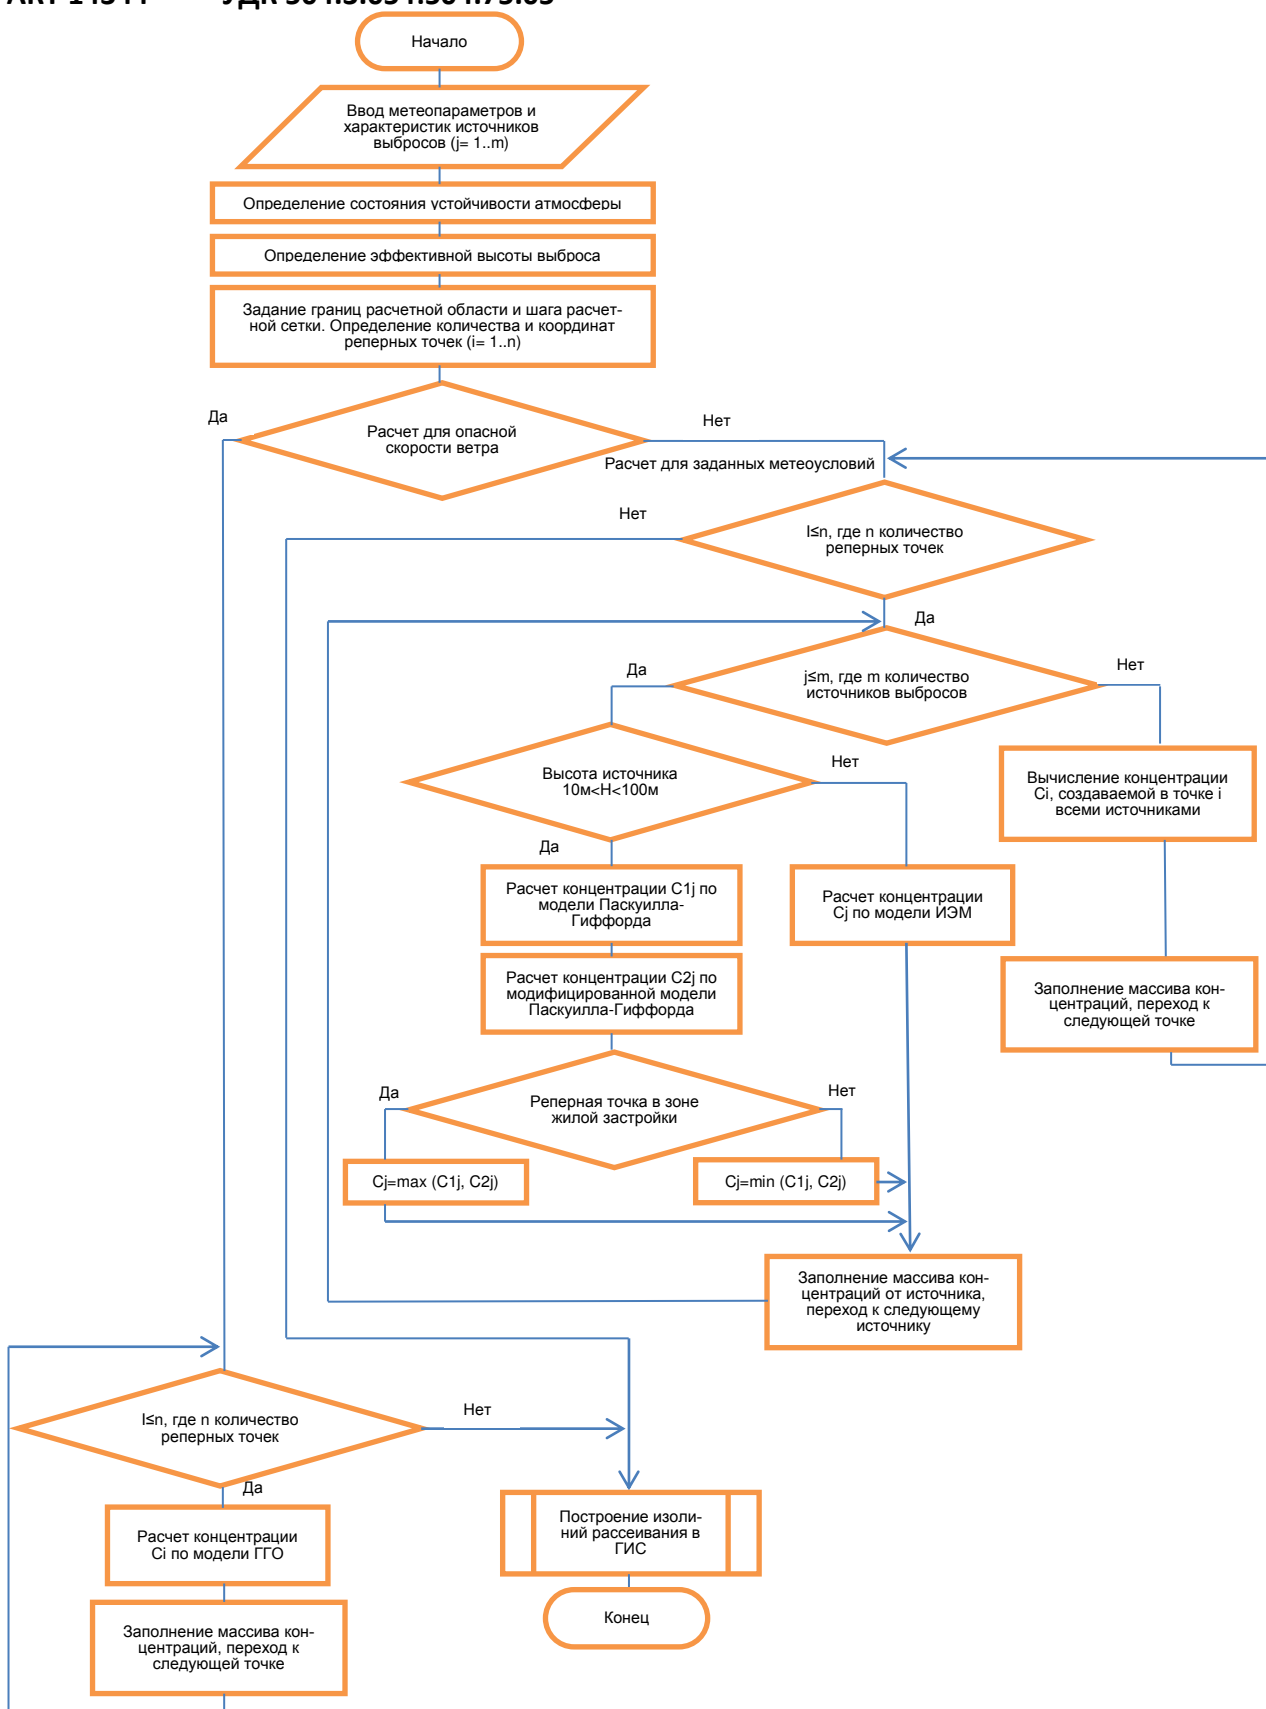 Начало
Ввод метеопараметров и
характеристик источников
выбросов (j= 1..m)
Определение состояния устойчивости атмосферы
Определение эффективной высоты выброса
Задание границ расчетной области и шага расчет-
ной сетки. Определение количества и координат
реперных точек (i= 1..n)
Да
Расчет для опасной
скорости ветра
Нет
Расчет для заданных метеоусловий
Нет
I≤n, где n количество
реперных точек
Да
Да
j≤m, где m количество
источников выбросов
Нет
Высота источника
10м<H<100м
Нет
Вычисление концентрации
Ci, создаваемой в точке i
всеми источниками
Да
Расчет концентрации C1j по
модели Паскуилла-
Гиффорда
Расчет концентрации
Cj по модели ИЭМ
Расчет концентрации C2j по
модифицированной модели
Паскуилла-Гиффорда
Заполнение массива кон-
центраций, переход к
следующей точке
Да
Реперная точка в зоне
жилой застройки
Нет
Cj=max (C1j, C2j)
Cj=min (C1j, C2j)
Заполнение массива кон-
центраций от источника,
переход к следующему
источнику
I≤n, где n количество
реперных точек
Нет
Да
Расчет концентрации
Ci по модели ГГО
Построение изоли-
ний рассеивания в
ГИС
Заполнение массива кон-
центраций, переход к
следующей точке
Конец